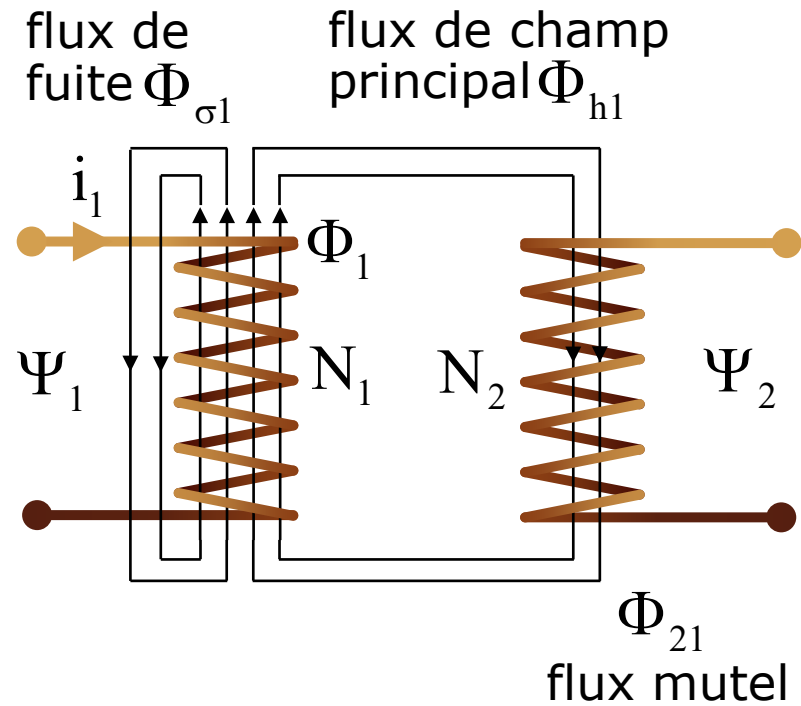 flux de
fuite Φσ1
flux de champ
principal Φh1
i1
Φ1
Ψ1
N1
N2
Ψ2
Φ21
flux mutel